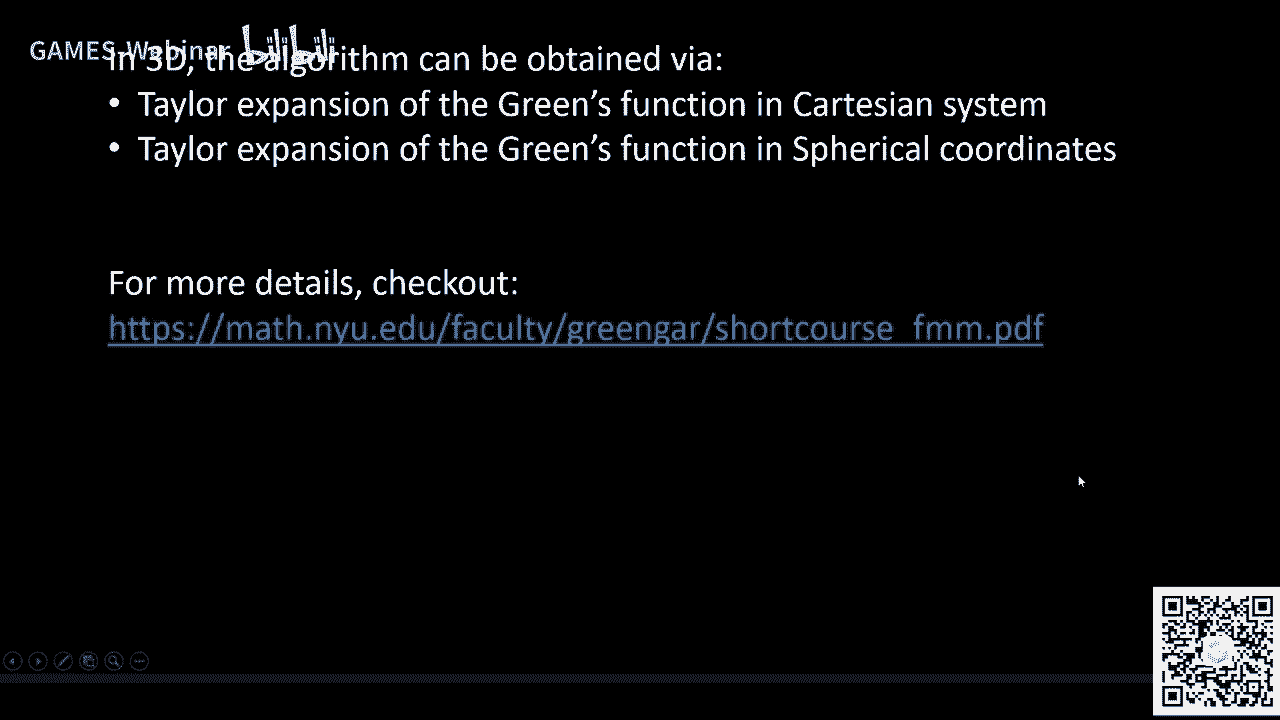 GAMES-Webinar bilibili
In 3D, the algorithm can be obtained via:
• Taylor expansion of the Green’s function in Cartesian system
• Taylor expansion of the Green’s function in Spherical coordinates
For more details, checkout:
https://math.nyu.edu/faculty/greengar/shortcourse_fmm.pdf